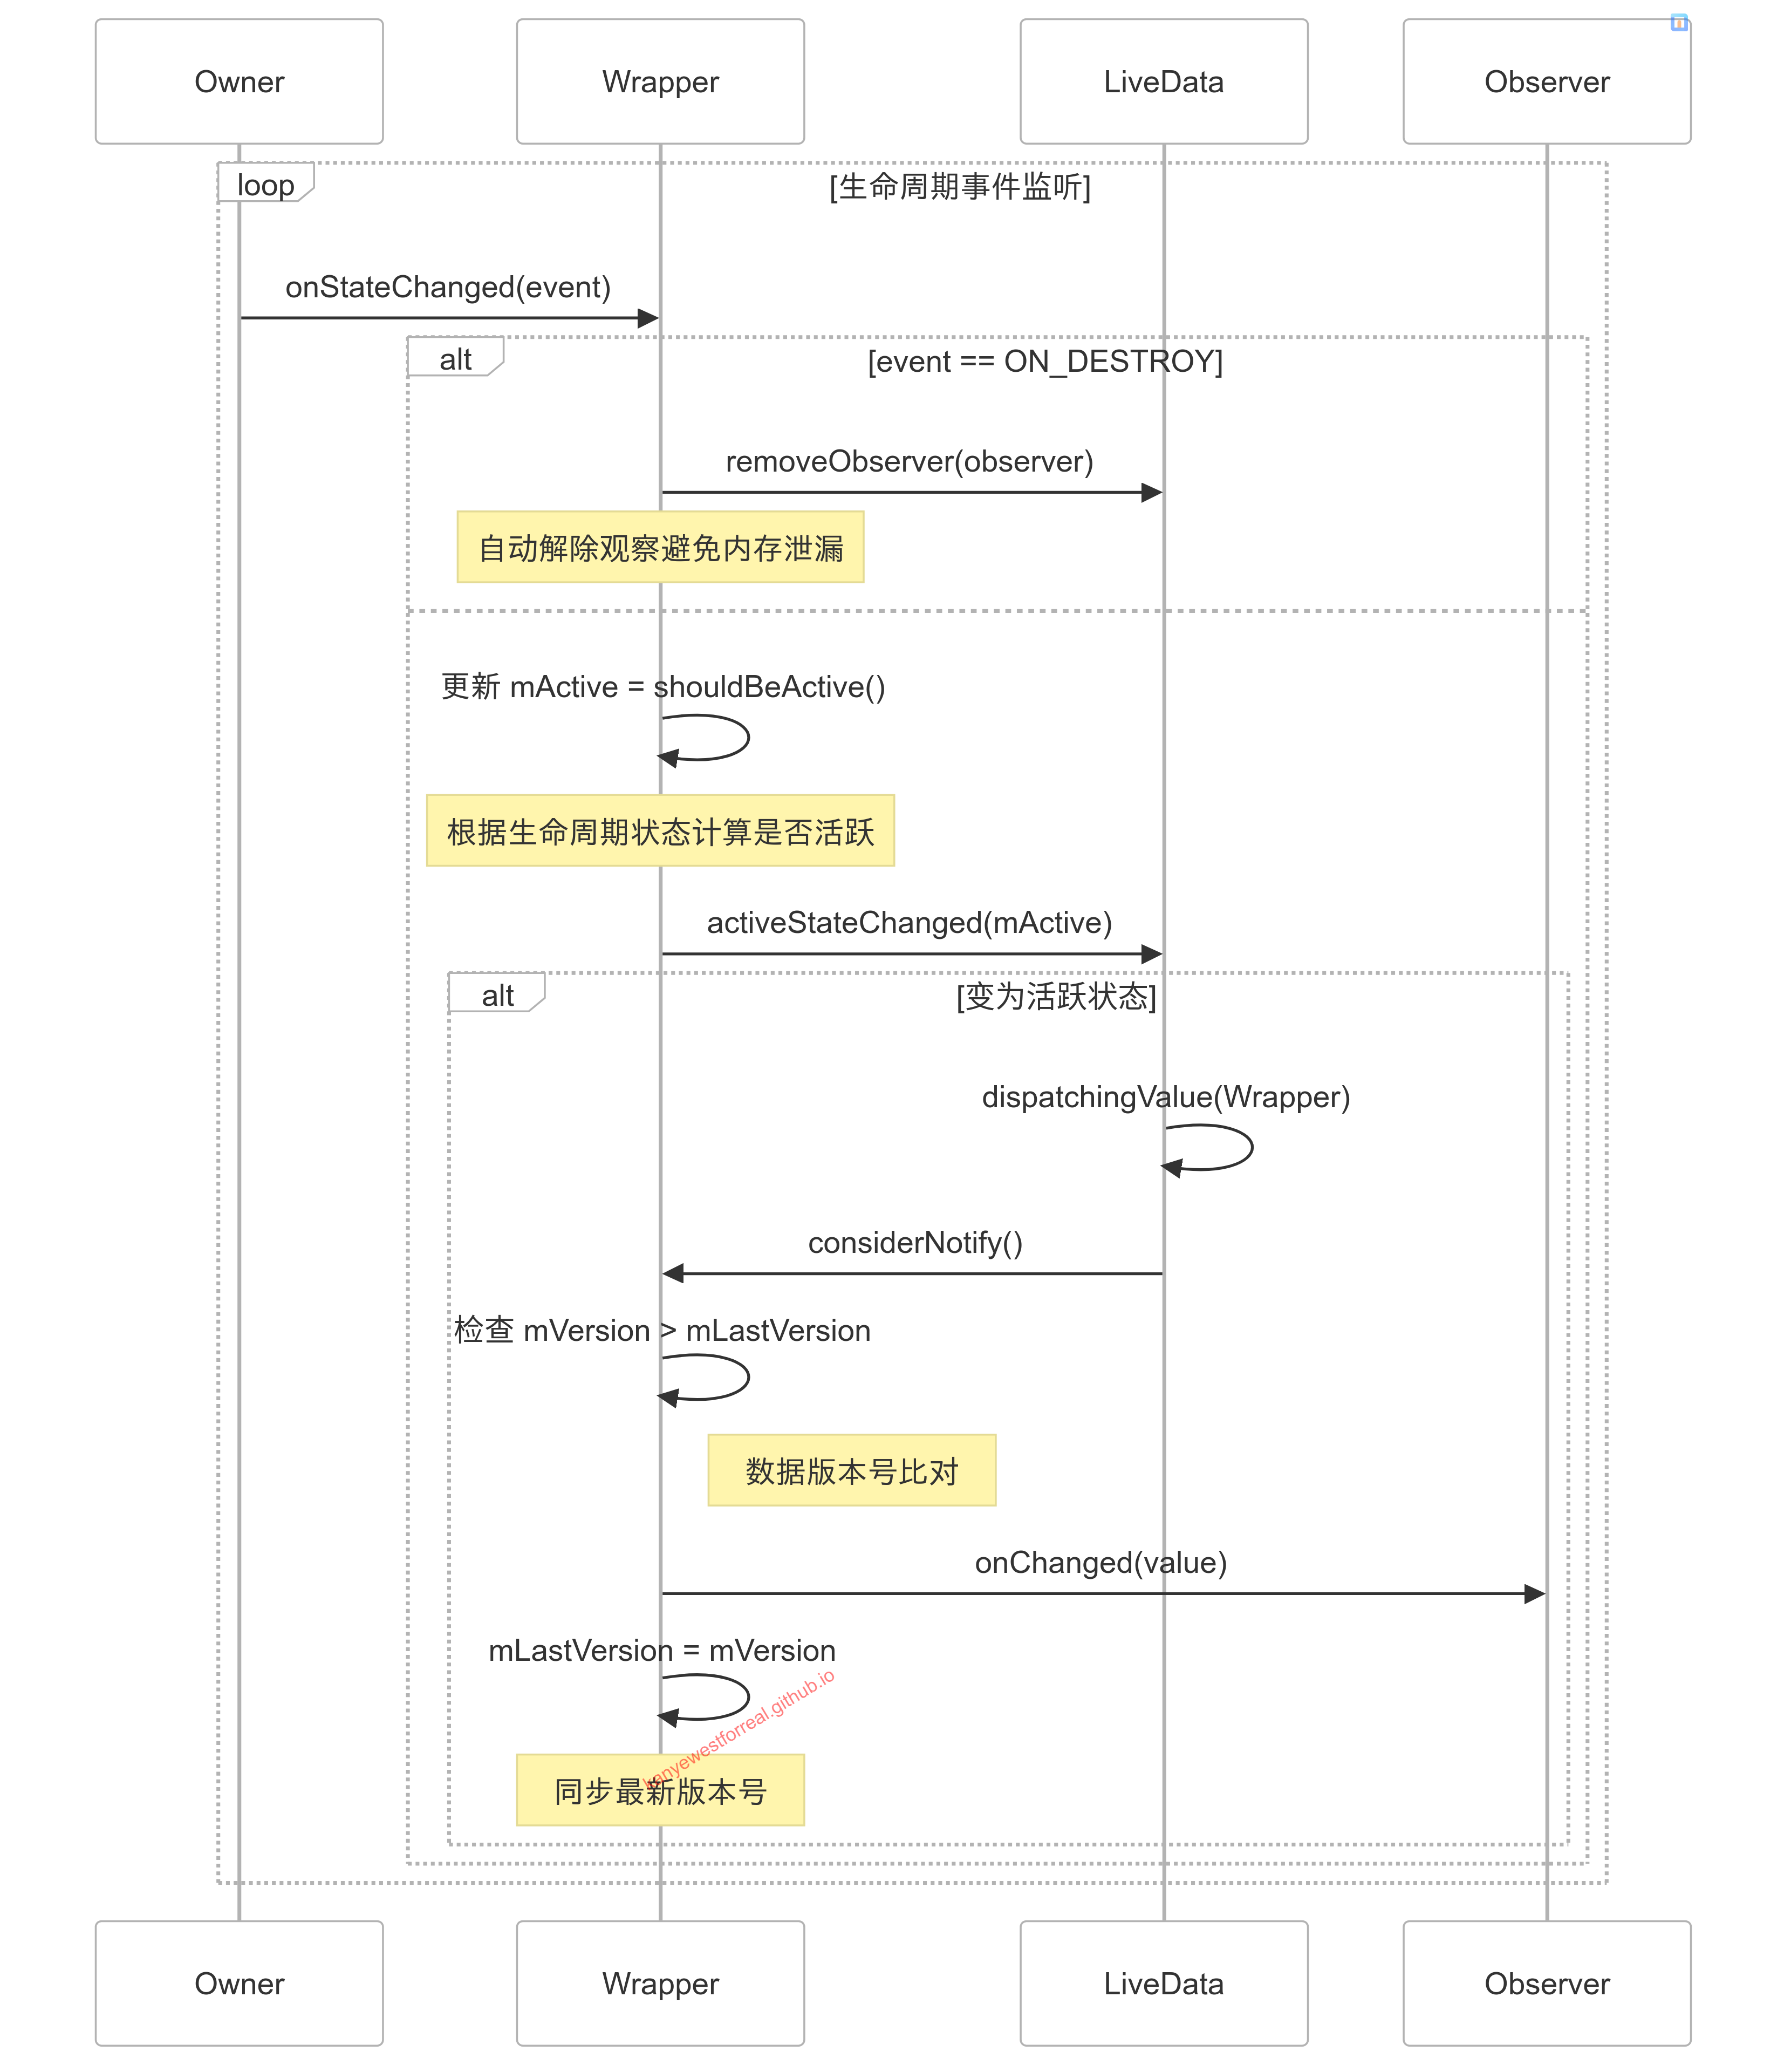 Owner
Wrapper
LiveData
Observer
loop
[生命周期事件监听]
onStateChanged(event)
alt
[event == ON_DESTROY]
removeObserver(observer)
自动解除观察避免内存泄漏
更新 mActive = shouldBeActive()
根据生命周期状态计算是否活跃
activeStateChanged(mActive)
alt
[变为活跃状态]
dispatchingValue(Wrapper)
considerNotify()
检查 mVersion > mLastVersion
数据版本号比对
onChanged(value)
mLastVersion = mVersion
kanyewestforreal.github.io
同步最新版本号
Owner
Wrapper
LiveData
Observer